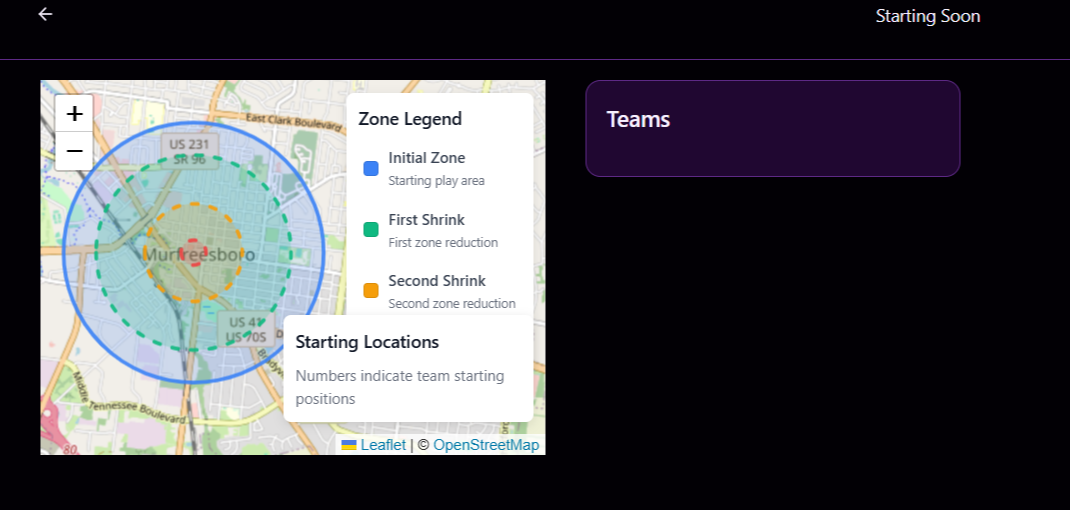 Starting Soon
+
−
East Clark Boulevard
US 231
SR 96
Murfreesboro
US 41
US 70S
Middle Tennessee Boulevard
80
Zone Legend
Initial Zone
Starting play area
First Shrink
First zone reduction
Second Shrink
Second zone reduction
Starting Locations
Numbers indicate team starting
positions
Leaflet | © OpenStreetMap
Teams